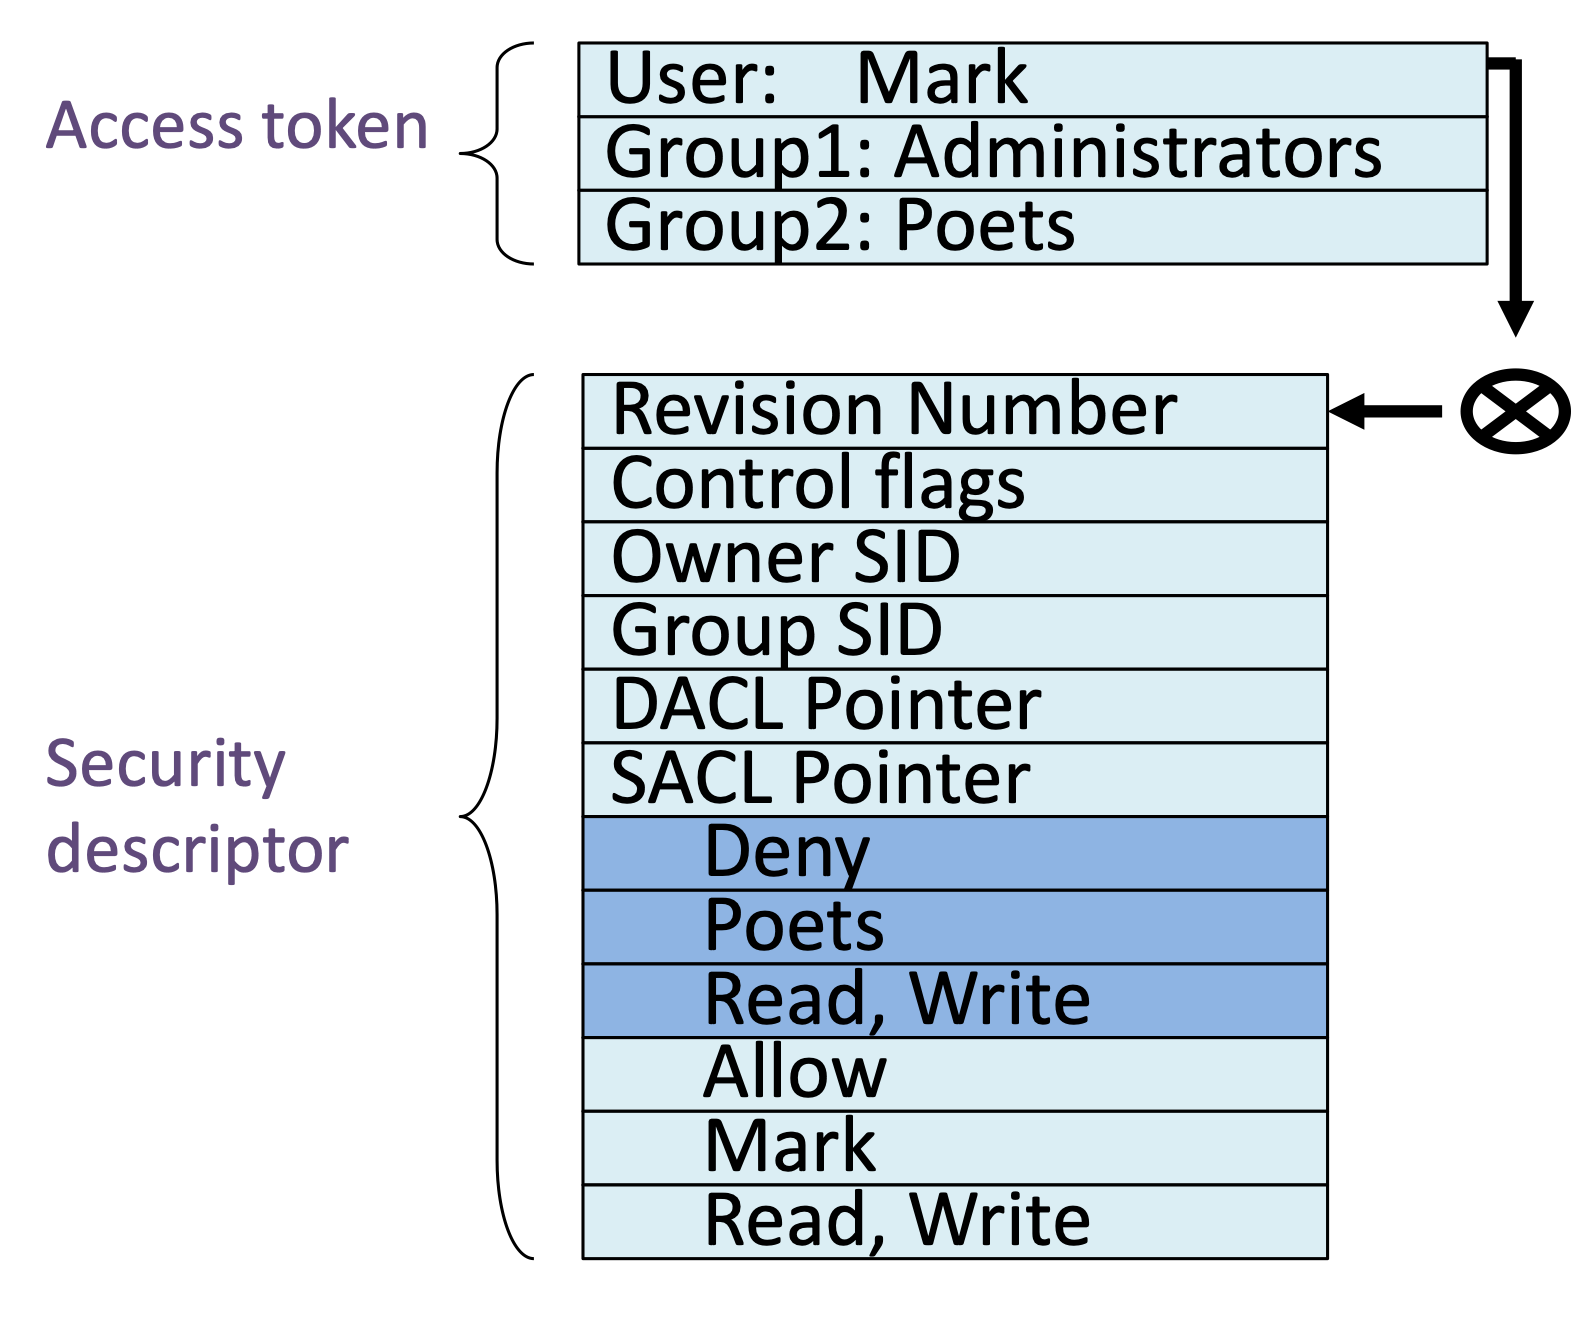 Access token
User: Mark
Group1: Administrators
Group2: Poets
Security
descriptor
Revision Number
Control flags
Owner SID
Group SID
DACL Pointer
SACL Pointer
Deny
Poets
Read, Write
Allow
Mark
Read, Write